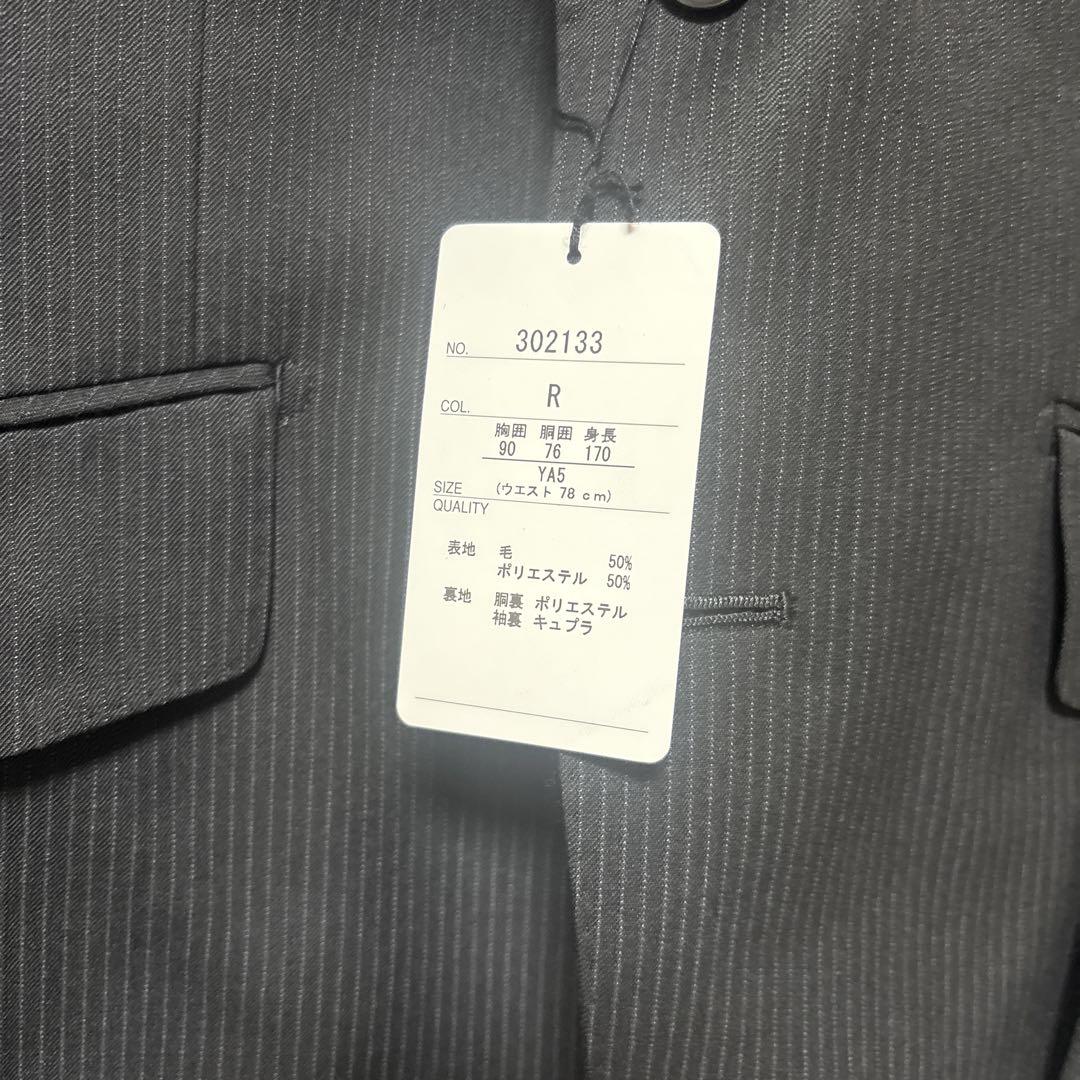 NO. 302133
COL. R
胸囲 胴囲 身長
90 76 170
YA5
SIZE (ウエスト 78 cm)
QUALITY
表地 毛 50%
ポリエステル 50%
裏地 胴裏 ポリエステル
袖裏 キュプラ